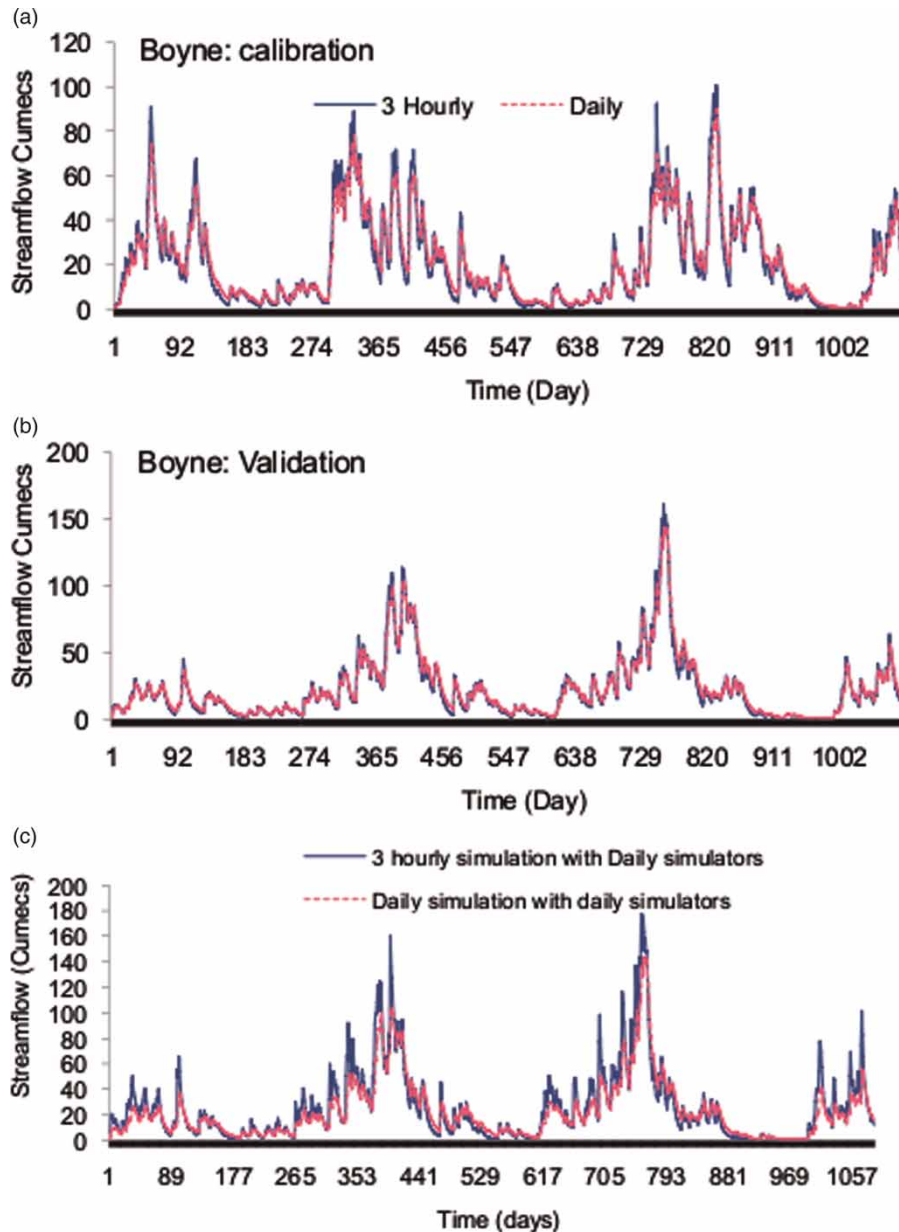 (a)
Boyne: calibration
3 Hourly Daily
Streamflow Cumecs
120
100
80
60
40
20
0
1 92 183 274 365 456 547 638 729 820 911 1002
Time (Day)
(b)
Boyne: Validation
Streamflow Cumecs
200
150
100
50
0
1 92 183 274 365 456 547 638 729 820 911 1002
Time (Day)
(c)
3 hourly simulation with Daily simulators
Daily simulation with daily simulators
Streamflow (Cumecs)
200
180
160
140
120
100
80
60
40
20
0
1 89 177 265 353 441 529 617 705 793 881 969 1057
Time (days)